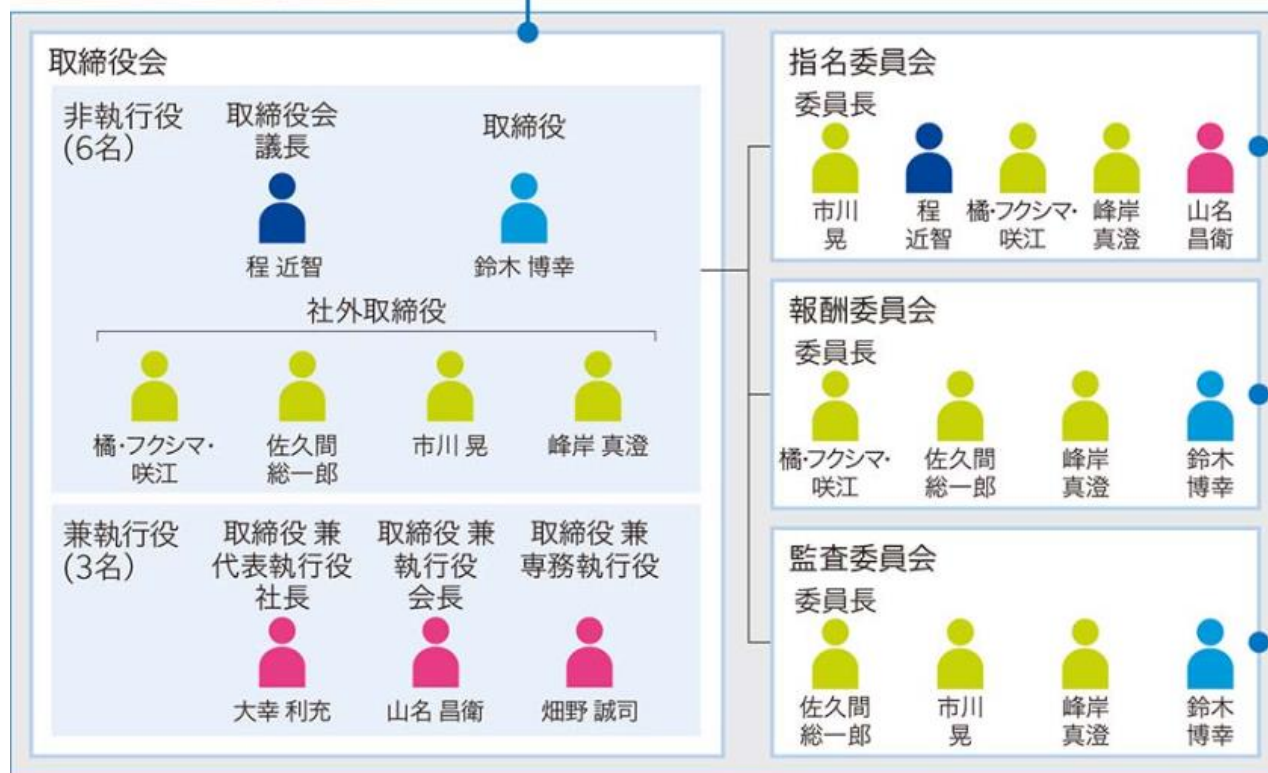 取締役会
非執行役
(6名)
取締役会
議長
取締役
程 近智
鈴木 博幸
社外取締役
橘・フクシマ・
咲江
佐久間
総一郎
市川 晃
峰岸 真澄
兼執行役
(3名)
取締役 兼
代表執行役
社長
取締役 兼
執行役
会長
取締役 兼
専務執行役
大幸 利充
山名 昌衛
畑野 誠司
指名委員会
委員長
市川
晃
程
近智
橘・フクシマ・
咲江
峰岸
真澄
山名
昌衛
報酬委員会
委員長
橘・フクシマ・
咲江
佐久間
総一郎
峰岸
真澄
鈴木
博幸
監査委員会
委員長
佐久間
総一郎
市川
晃
峰岸
真澄
鈴木
博幸